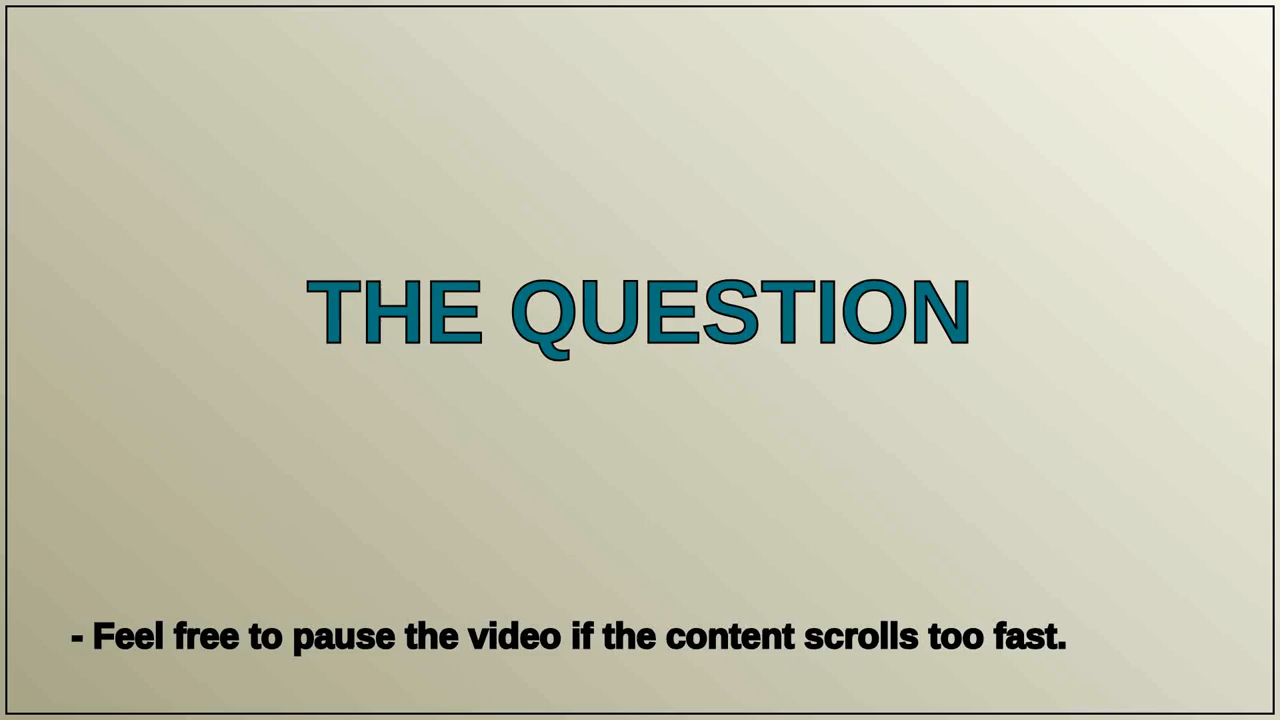 THE QUESTION
- Feel free to pause the video if the content scrolls too fast.